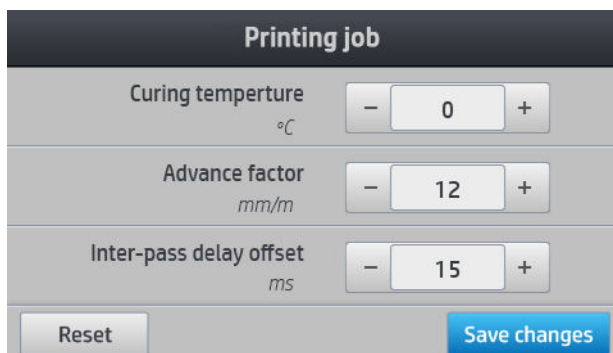 Printing job
Curing temperture
°C
− 0 +
Advance factor
mm/m
− 12 +
Inter-pass delay offset
ms
− 15 +
Reset Save changes